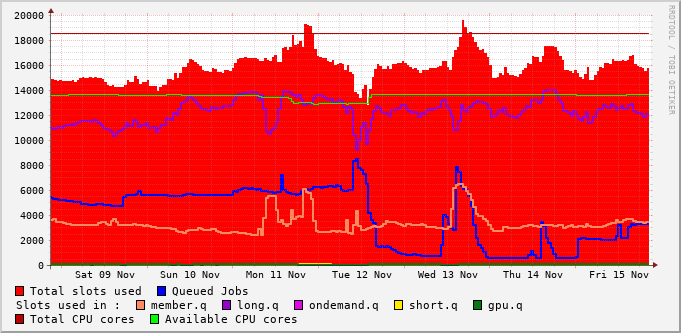 RRDTOOL / TOBI OETIKER
20000
18000
16000
14000
12000
10000
8000
6000
4000
2000
0
Sat 09 Nov Sun 10 Nov Mon 11 Nov Tue 12 Nov Wed 13 Nov Thu 14 Nov Fri 15 Nov
Total slots used Queued Jobs
Slots used in : member.q long.q ondemand.q short.q gpu.q
Total CPU cores Available CPU cores